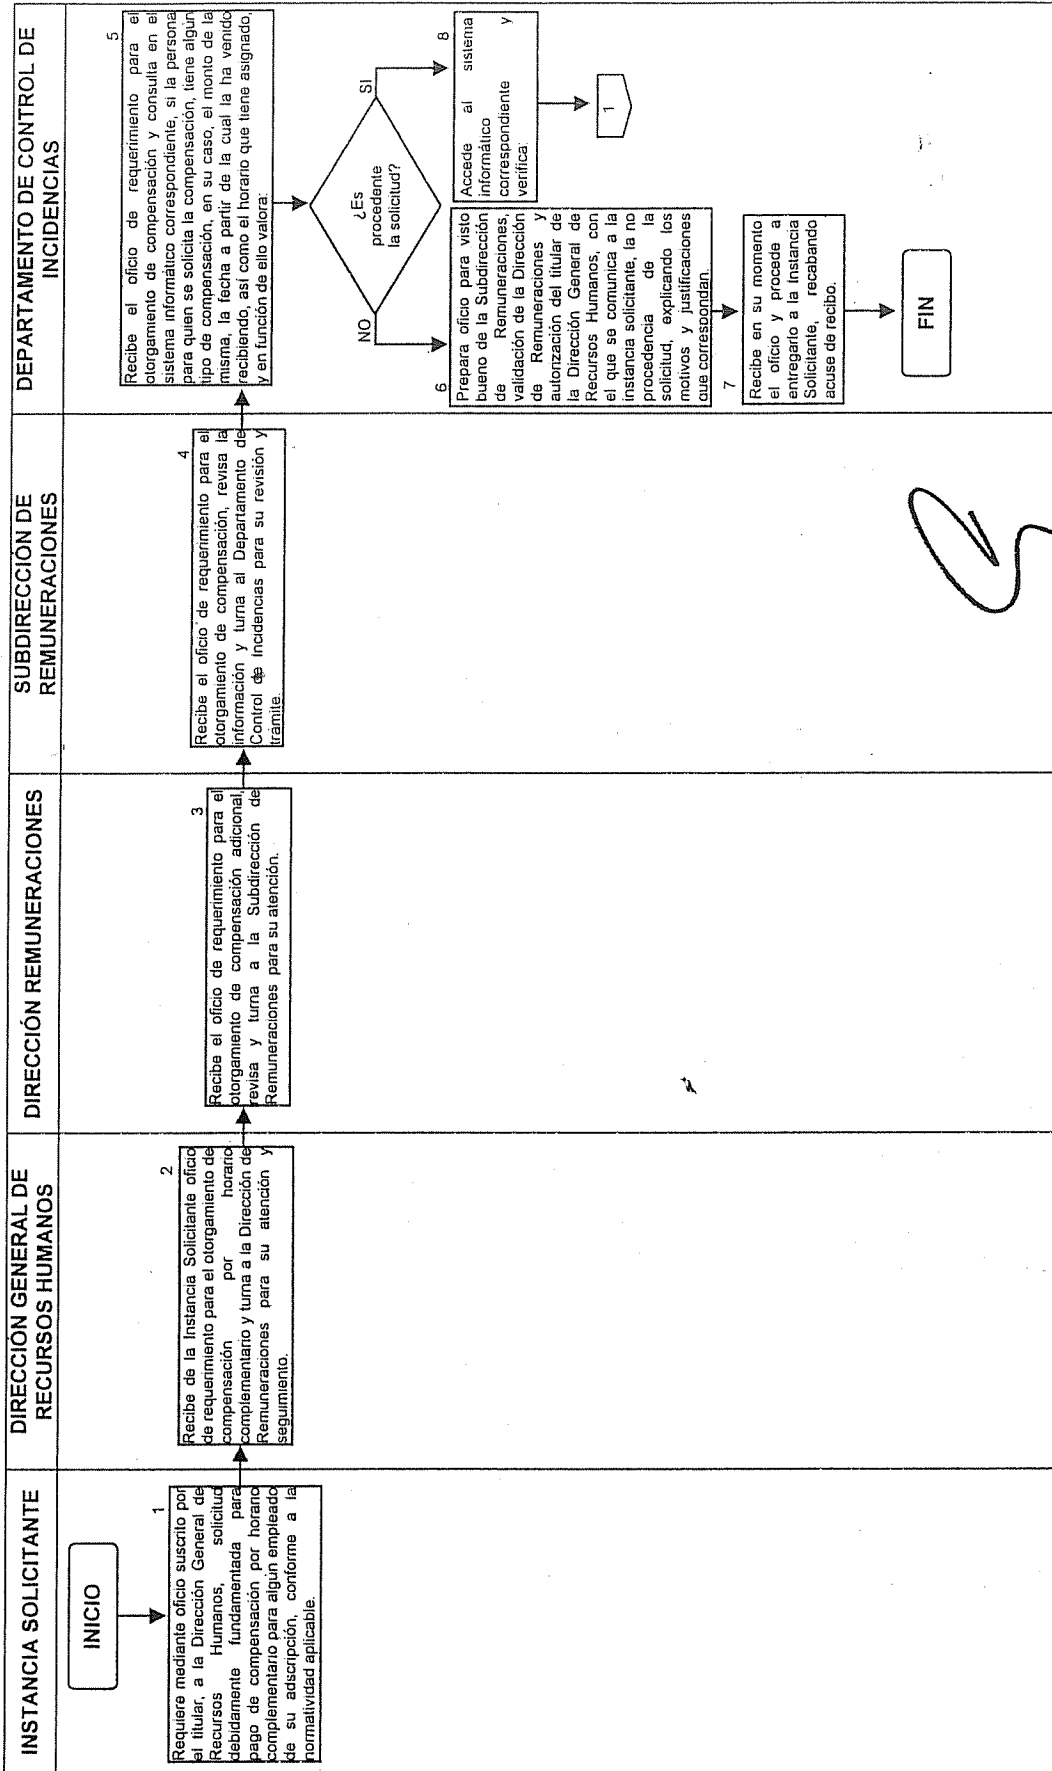 INSTANCIA SOLICITANTE
DIRECCIÓN GENERAL DE
RECURSOS HUMANOS
DIRECCIÓN REMUNERACIONES
SUBDIRECCIÓN DE
REMUNERACIONES
DEPARTAMENTO DE CONTROL DE
INCIDENCIAS
INICIO
1
Requiere mediante oficio suscrito por
el titular, a la Dirección General de
Recursos Humanos, solicitud
debidamente fundamentada para
pago de compensación por horario
complementario para algún empleado
de su adscripción, conforme a la
normatividad aplicable.
2
Recibe de la Instancia Solicitante oficio
de requerimiento para el otorgamiento de
compensación por horario
complementario y turna a la Dirección de
Remuneraciones para su atención y
seguimiento.
3
Recibe el oficio de requerimiento para el
otorgamiento de compensación adicional,
revisa y turna a la Subdirección de
Remuneraciones para su atención.
4
Recibe el oficio de requerimiento para el
otorgamiento de compensación, revisa la
información y turna al Departamento de
Control de Incidencias para su revisión y
trámite.
5
Recibe el oficio de requerimiento para el
otorgamiento de compensación y consulta en el
sistema informático correspondiente, si la persona
para quien se solicita la compensación, tiene algún
tipo de compensación, en su caso, el monto de la
misma, la fecha a partir de la cual la ha venido
recibiendo, así como el horario que tiene asignado,
y en función de ello valora:
¿Es
procedente
la solicitud?
NO
SI
6
Prepara oficio para visto
bueno de la Subdirección
de Remuneraciones,
validación de la Dirección
de Remuneraciones y
autorización del titular de
la Dirección General de
Recursos Humanos, con
el que se comunica a la
instancia solicitante, la no
procedencia de la
solicitud, explicando los
motivos y justificaciones
que correspondan.
7
Recibe en su momento
el oficio y procede a
entregarlo a la Instancia
Solicitante, recabando
acuse de recibo.
FIN
8
Accede al sistema
informático
correspondiente y
verifica:
1